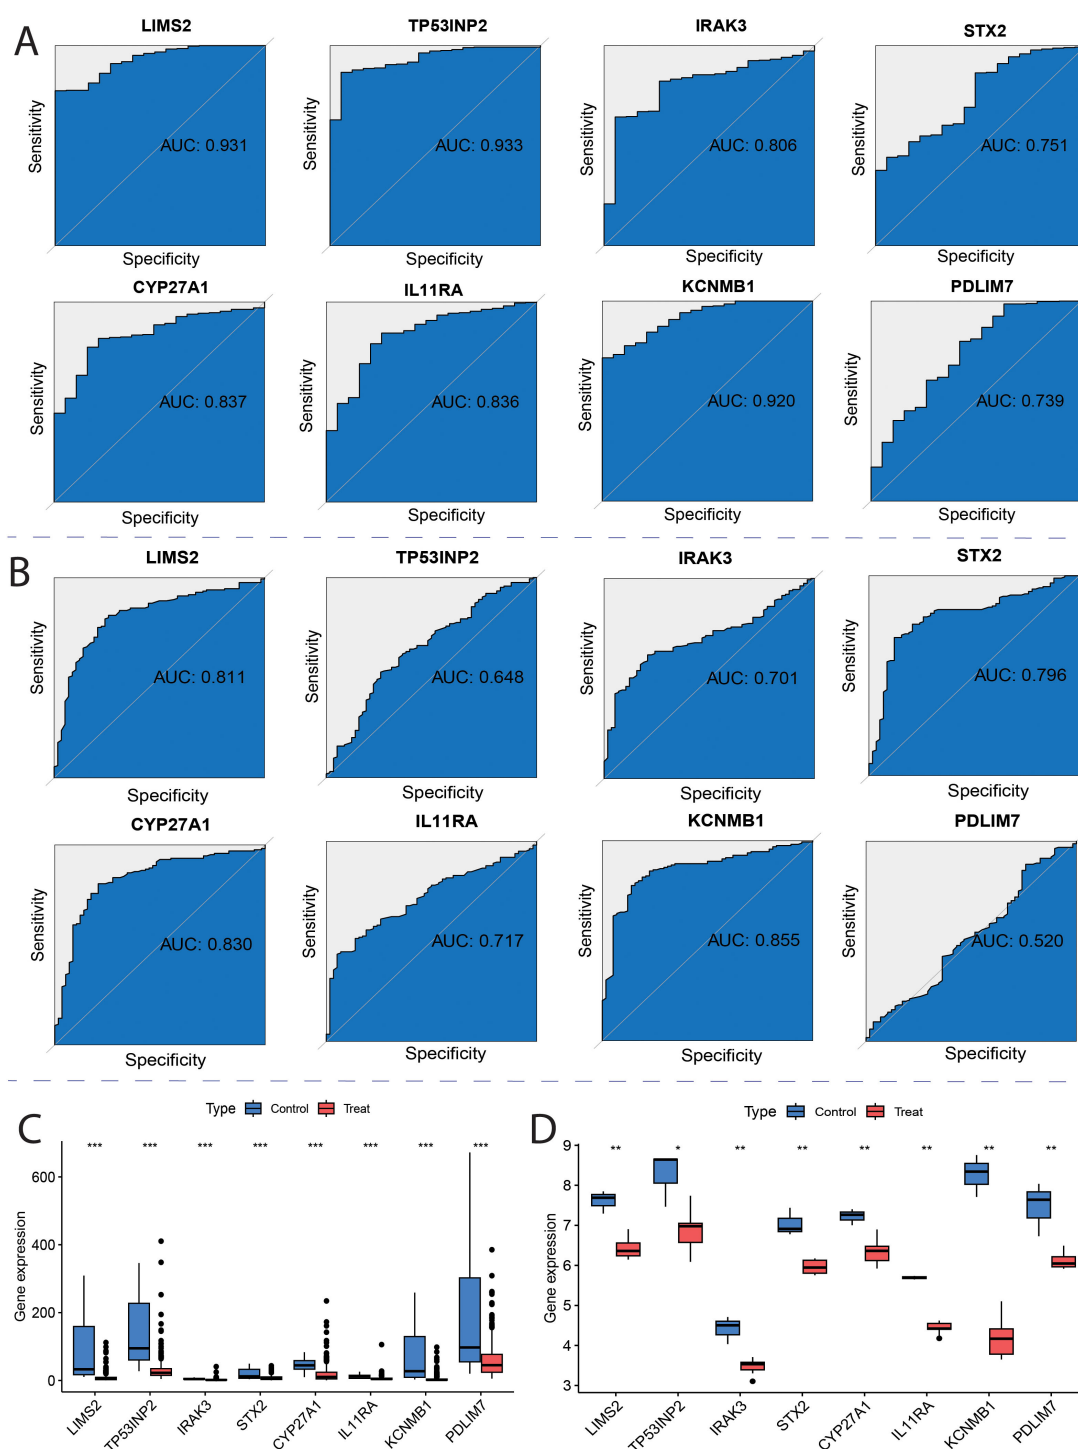 A
LIMS2
TP53INP2
IRAK3
STX2
Sensitivity
AUC: 0.931
Sensitivity
AUC: 0.933
Sensitivity
AUC: 0.806
Sensitivity
AUC: 0.751
Specificity
Specificity
Specificity
Specificity
CYP27A1
IL11RA
KCNMB1
PDLIM7
Sensitivity
AUC: 0.837
Sensitivity
AUC: 0.836
Sensitivity
AUC: 0.920
Sensitivity
AUC: 0.739
Specificity
Specificity
Specificity
Specificity
B
LIMS2
TP53INP2
IRAK3
STX2
Sensitivity
AUC: 0.811
Sensitivity
AUC: 0.648
Sensitivity
AUC: 0.701
Sensitivity
AUC: 0.796
Specificity
Specificity
Specificity
Specificity
CYP27A1
IL11RA
KCNMB1
PDLIM7
Sensitivity
AUC: 0.830
Sensitivity
AUC: 0.717
Sensitivity
AUC: 0.855
Sensitivity
AUC: 0.520
Specificity
Specificity
Specificity
Specificity
C
Type Control Treat
*** *** *** *** *** *** *** ***
Gene expression
600
400
200
0
LIMS2
TP53INP2
IRAK3
STX2
CYP27A1
IL11RA
KCNMB1
PDLIM7
D
Type Control Treat
** * ** ** ** ** ** **
Gene expression
9
8
7
6
5
4
3
LIMS2
TP53INP2
IRAK3
STX2
CYP27A1
IL11RA
KCNMB1
PDLIM7